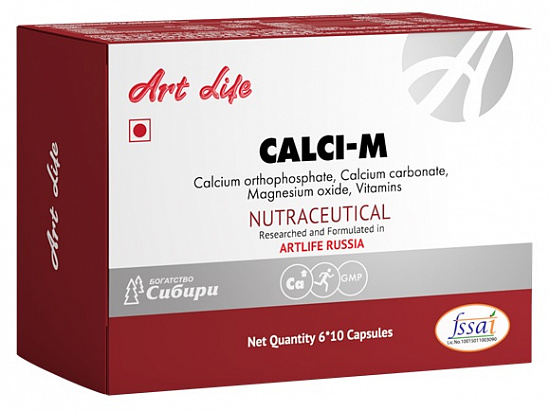 Art Life
CALCI-M
Calcium orthophosphate, Calcium carbonate,
Magnesium oxide, Vitamins
NUTRACEUTICAL
Researched and Formulated in
ARTLIFE RUSSIA
БОГАТСТВО
Сибири
Ca
GMP
Net Quantity 6*10 Capsules
fssai
Lic.No.10015011003090
Art Life